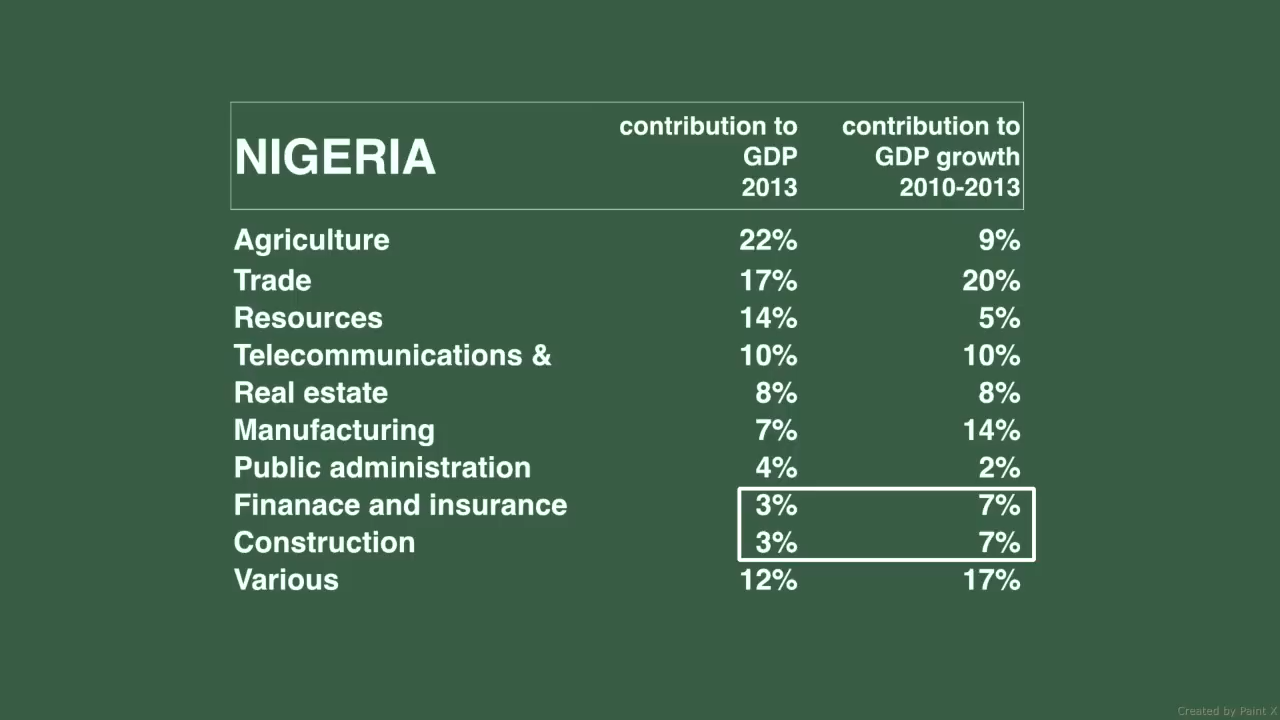 NIGERIA
contribution to
GDP
2013
contribution to
GDP growth
2010-2013
Agriculture 22% 9%
Trade 17% 20%
Resources 14% 5%
Telecommunications & 10% 10%
Real estate 8% 8%
Manufacturing 7% 14%
Public administration 4% 2%
Finanace and insurance 3% 7%
Construction 3% 7%
Various 12% 17%
Created by Paint X